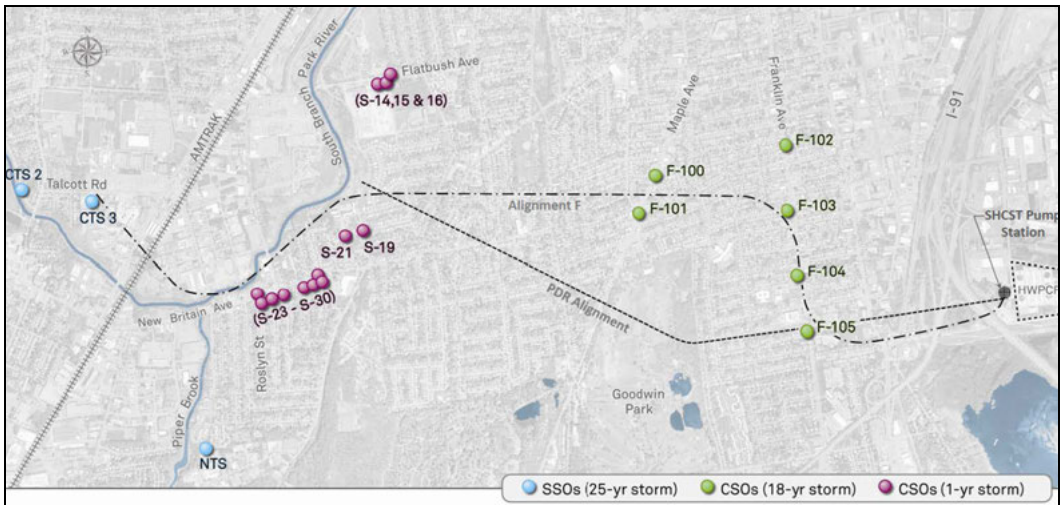 South Branch Park River
Flatbush Ave
(S-14,15 & 16)
Maple Ave
Franklin Ave
I-91
AMTRAK
F-102
CTS 2
Talcott Rd
CTS 3
F-100
F-101
Alignment F
F-103
SHCST Pump
Station
S-21
S-19
F-104
HWPCF
(S-23 - S-30)
New Britain Ave
PDR Alignment
F-105
Roslyn St
Piper Brook
Goodwin
Park
NTS
SSOs (25-yr storm)
CSOs (18-yr storm)
CSOs (1-yr storm)